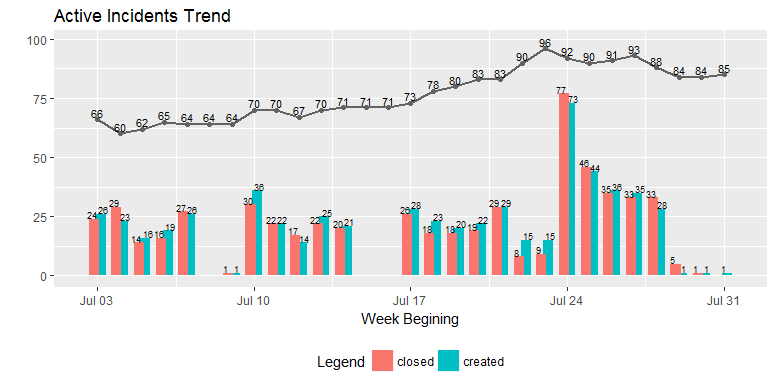 Active Incidents Trend
100
75
50
25
0
66 60 62 65 64 64 64 70 70 67 70 71 71 71 73 78 80 83 83 90 96 92 90 91 93 88 84 84 85
24 26 29 23 14 16 16 19 27 26 1 1 30 36 22 22 17 14 22 25 20 21 26 28 18 23 18 20 19 22 29 29 8 15 9 15 77 73 46 44 35 36 33 35 33 28 5 1 1 1 1
Jul 03 Jul 10 Jul 17 Jul 24 Jul 31
Week Begining
Legend closed created